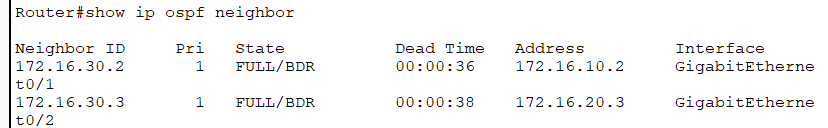 Router#show ip ospf neighbor
Neighbor ID Pri State Dead Time Address Interface
172.16.30.2 1 FULL/BDR 00:00:36 172.16.10.2 GigabitEtherne
t0/1
172.16.30.3 1 FULL/BDR 00:00:38 172.16.20.3 GigabitEtherne
t0/2